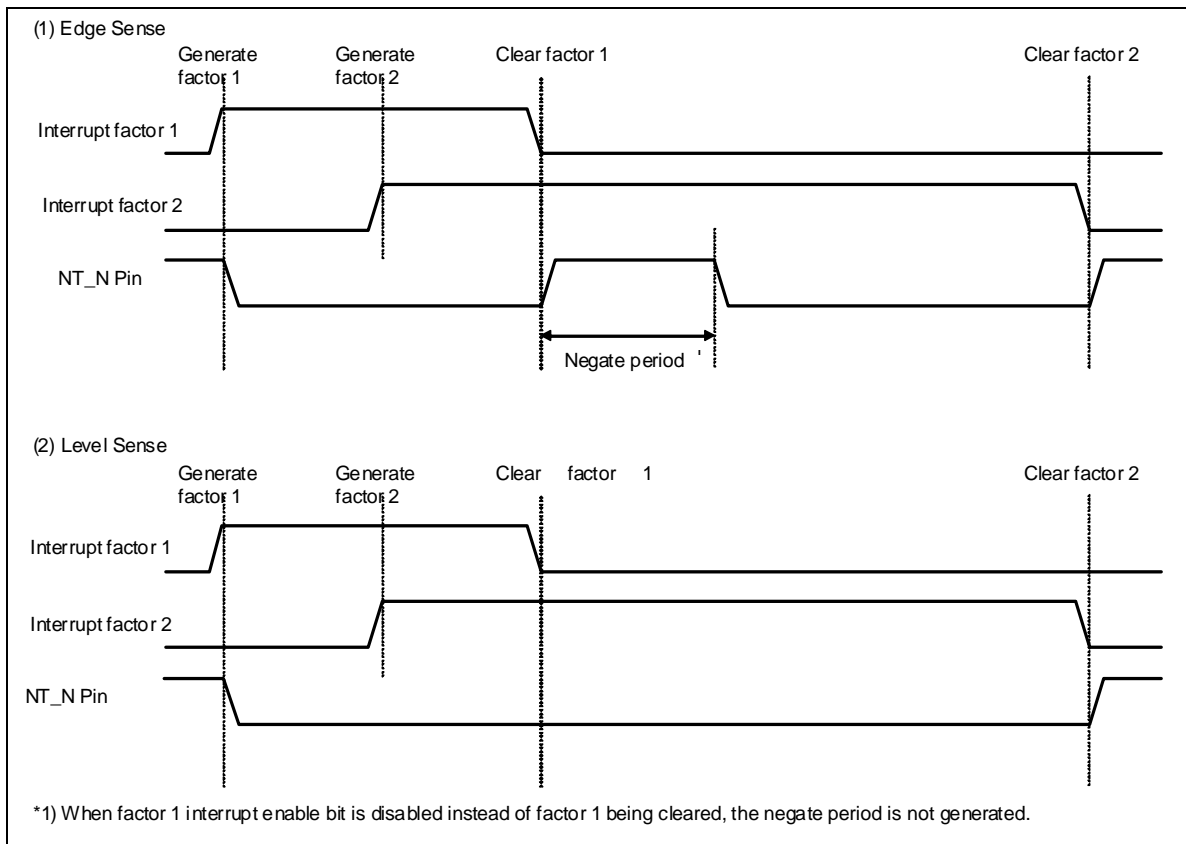 (1) Edge Sense
Generate
factor 1
Generate
factor 2
Clear factor 1
Clear factor 2
Interrupt factor 1
Interrupt factor 2
NT_N Pin
Negate period
(2) Level Sense
Generate
factor 1
Generate
factor 2
Clear factor 1
Clear factor 2
Interrupt factor 1
Interrupt factor 2
NT_N Pin
*1) When factor 1 interrupt enable bit is disabled instead of factor 1 being cleared, the negate period is not generated.